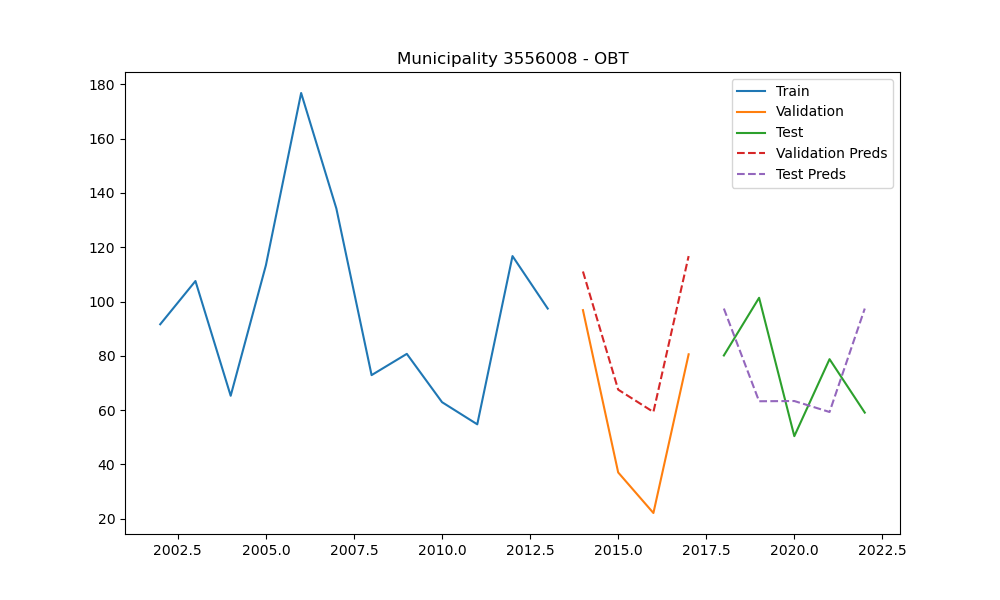 Municipality 3556008 - OBT
Train
Validation
Test
Validation Preds
Test Preds
180
160
140
120
100
80
60
40
20
2002.5 2005.0 2007.5 2010.0 2012.5 2015.0 2017.5 2020.0 2022.5